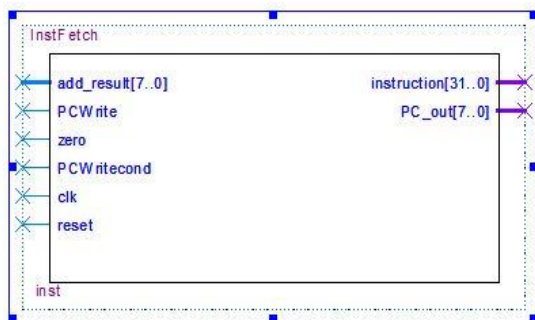 InstFetch
add_result[7..0] instruction[31..0]
PCWrite PC_out[7..0]
zero
PCWritecond
clk
reset
inst